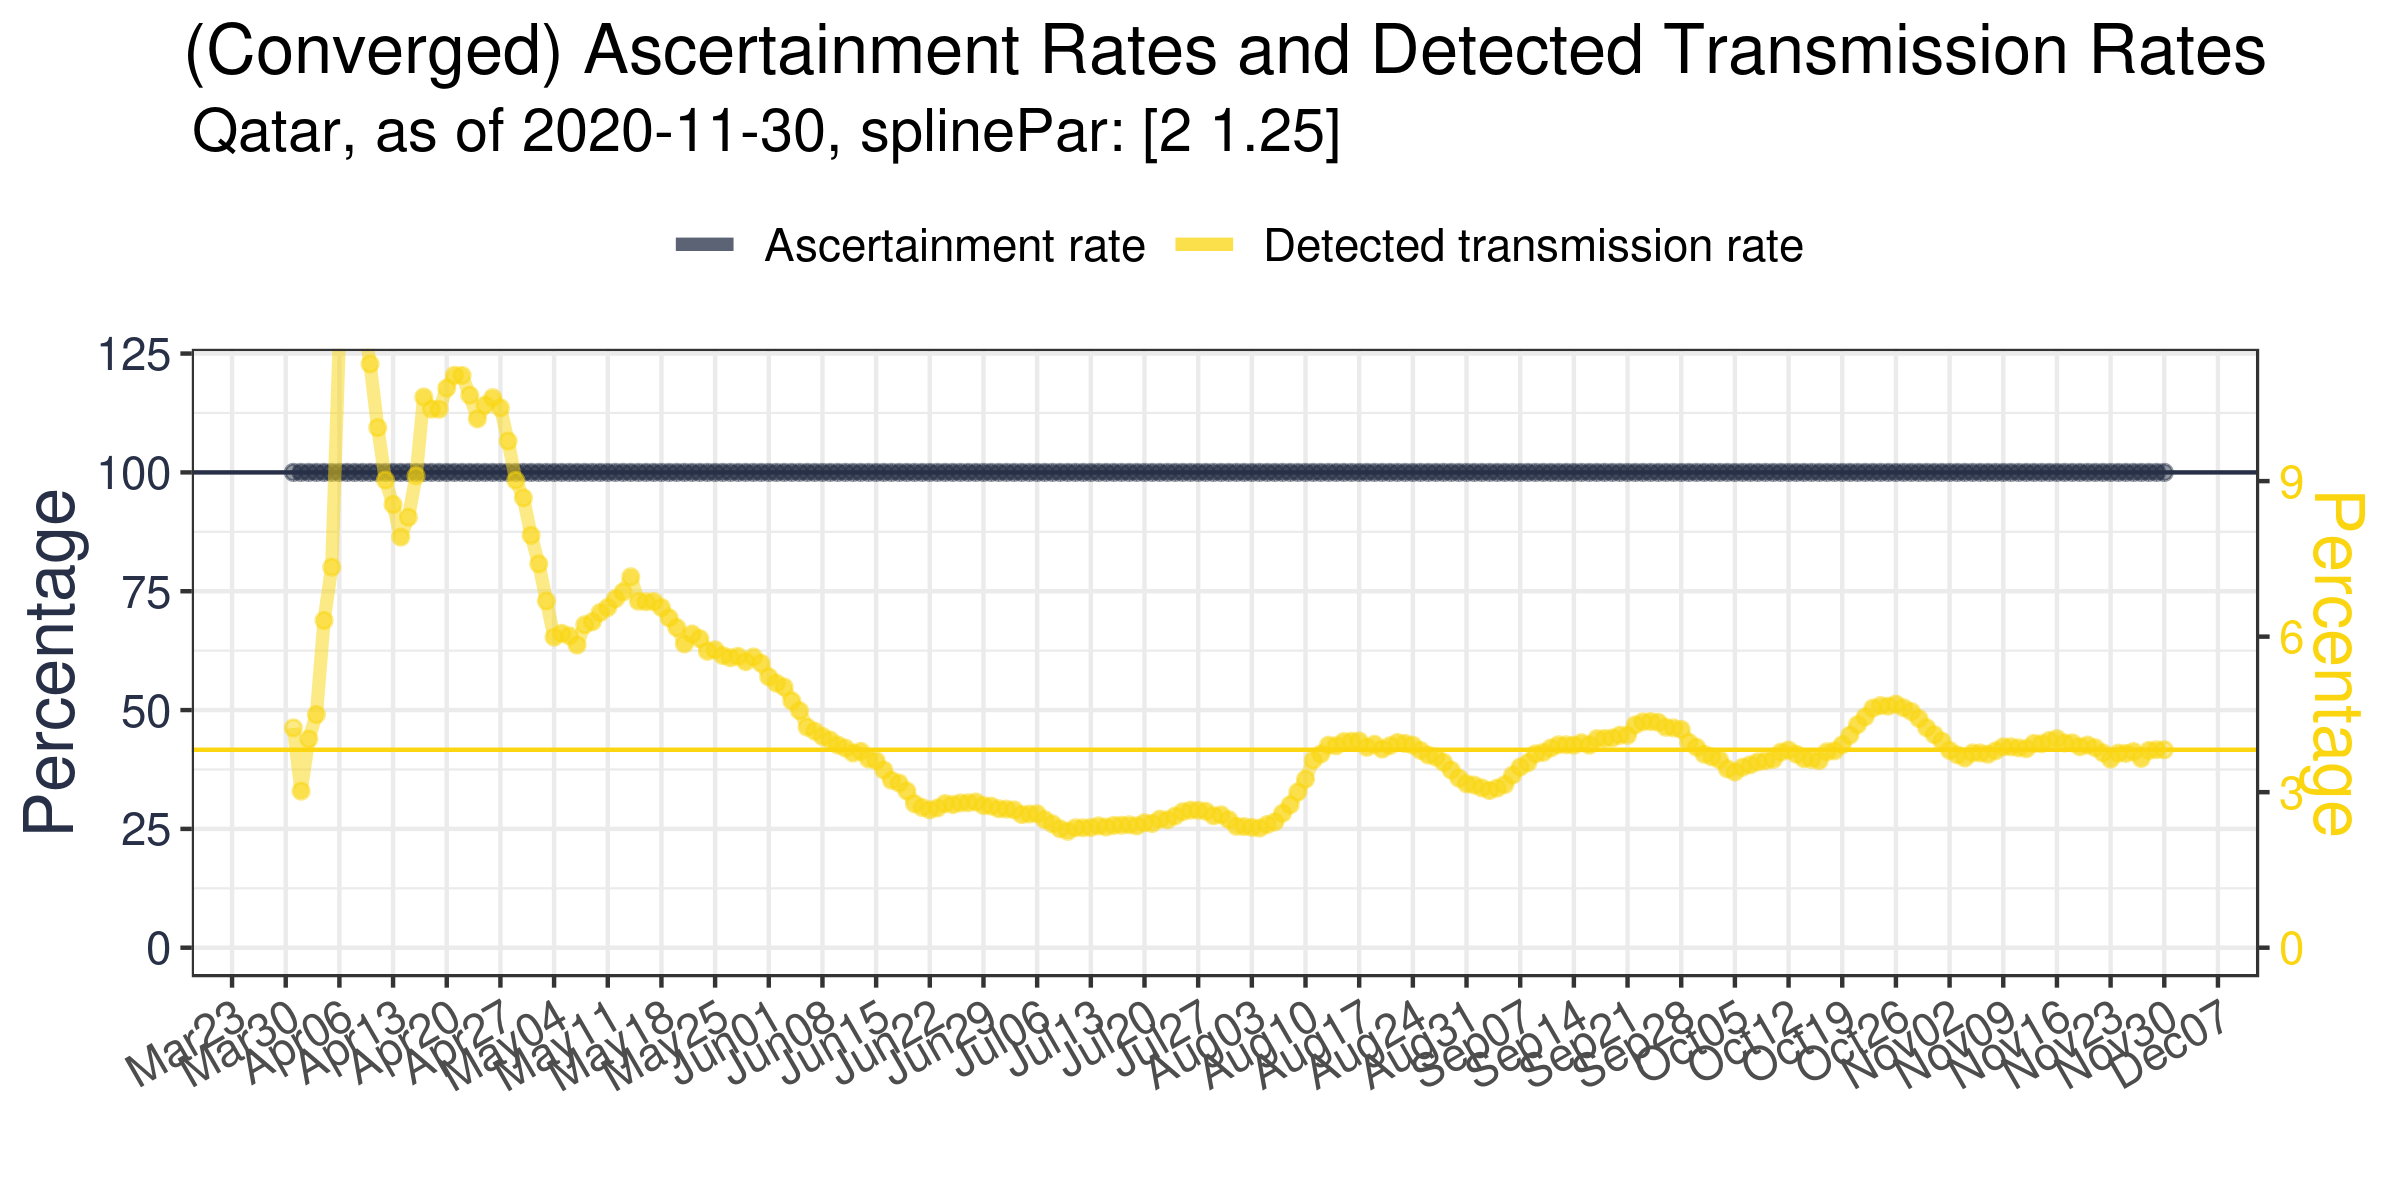 (Converged) Ascertainment Rates and Detected Transmission Rates
Qatar, as of 2020-11-30, splinePar: [2 1.25]
Ascertainment rate
Detected transmission rate
Percentage
125
100
75
50
25
0
9
6
3
0
Percentage
Mar23
Mar30
Apr06
Apr13
Apr20
Apr27
May04
May11
May18
May25
Jun01
Jun08
Jun15
Jun22
Jun29
Jul06
Jul13
Jul20
Jul27
Aug03
Aug10
Aug17
Aug24
Aug31
Sep07
Sep14
Sep21
Sep28
Oct05
Oct12
Oct19
Oct26
Nov02
Nov09
Nov16
Nov23
Nov30
Dec07